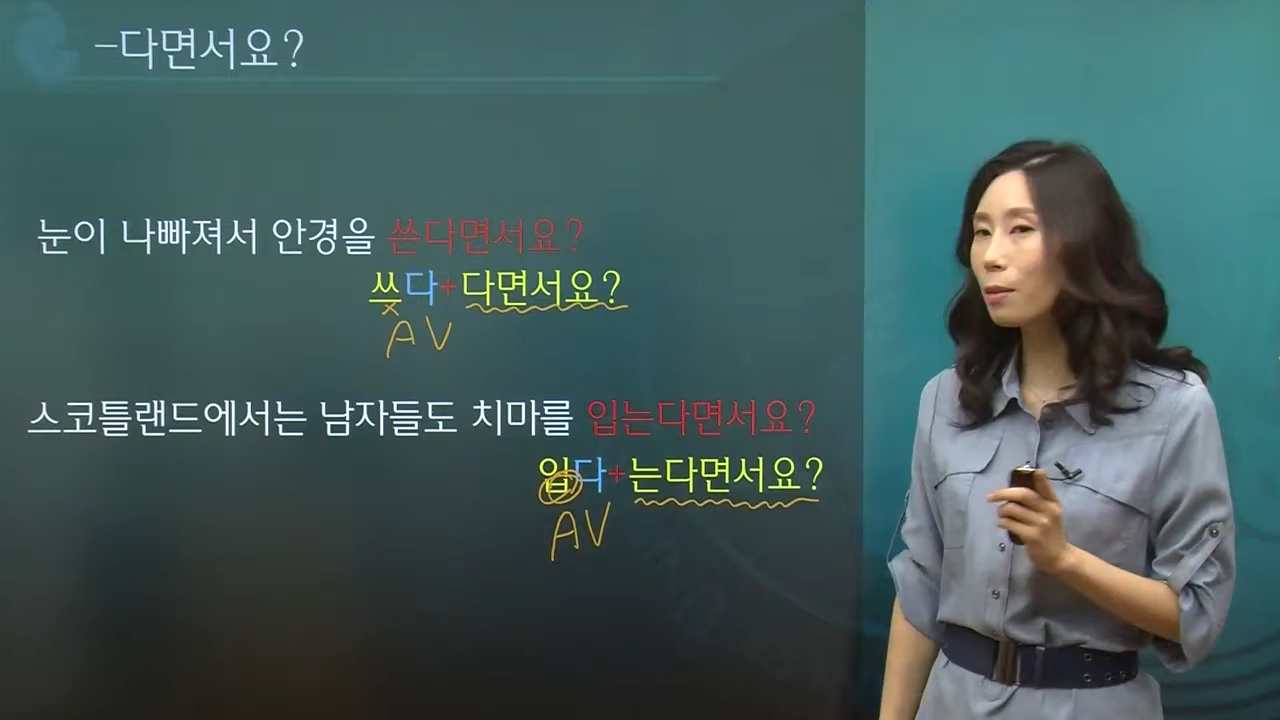 -다면서요?
눈이 나빠져서 안경을 쓴다면서요?
쓰다+다면서요?
× AV
스코틀랜드에서는 남자들도 치마를 입는다면서요?
입다+는다면서요?
AV